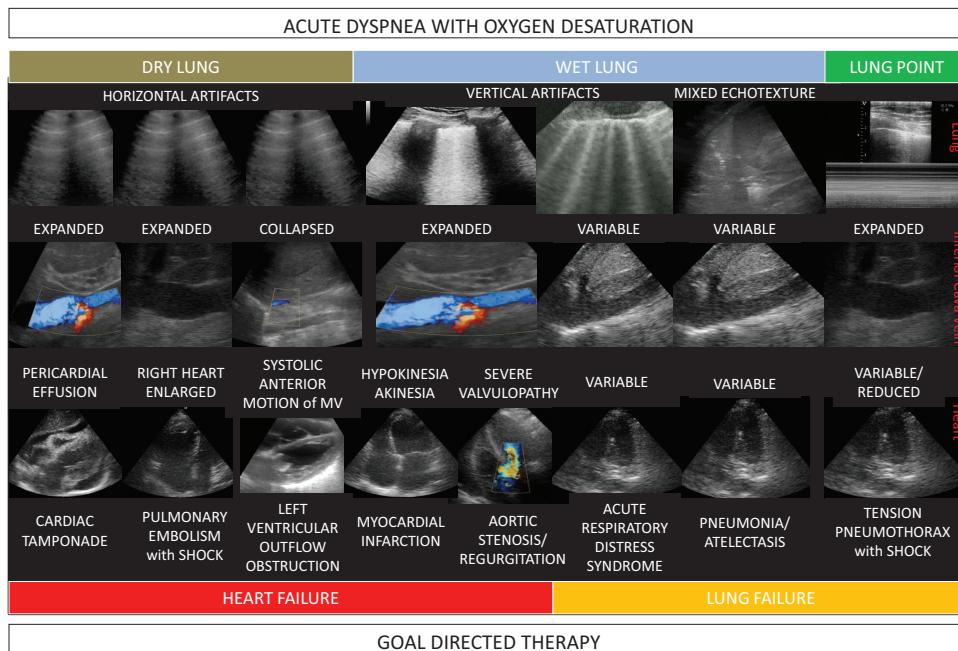 ACUTE DYSPNEA WITH OXYGEN DESATURATION
DRY LUNG
WET LUNG
LUNG POINT
HORIZONTAL ARTIFACTS
VERTICAL ARTIFACTS
MIXED ECHOTEXTURE
Lung
EXPANDED
EXPANDED
COLLAPSED
EXPANDED
VARIABLE
VARIABLE
EXPANDED
PERICARDIAL
EFFUSION
RIGHT HEART
ENLARGED
SYSTOLIC
ANTERIOR
MOTION of MV
HYPOKINESIA
AKINESIA
SEVERE
VALVULOPATHY
VARIABLE
VARIABLE
VARIABLE/
REDUCED
Heart
CARDIAC
TAMPONADE
PULMONARY
EMBOLISM
with SHOCK
LEFT
VENTRICULAR
OUTFLOW
OBSTRUCTION
MYOCARDIAL
INFARCTION
AORTIC
STENOSIS/
REGURGITATION
ACUTE
RESPIRATORY
DISTRESS
SYNDROME
PNEUMONIA/
ATELECTASIS
TENSION
PNEUMOTHORAX
with SHOCK
HEART FAILURE
LUNG FAILURE
GOAL DIRECTED THERAPY